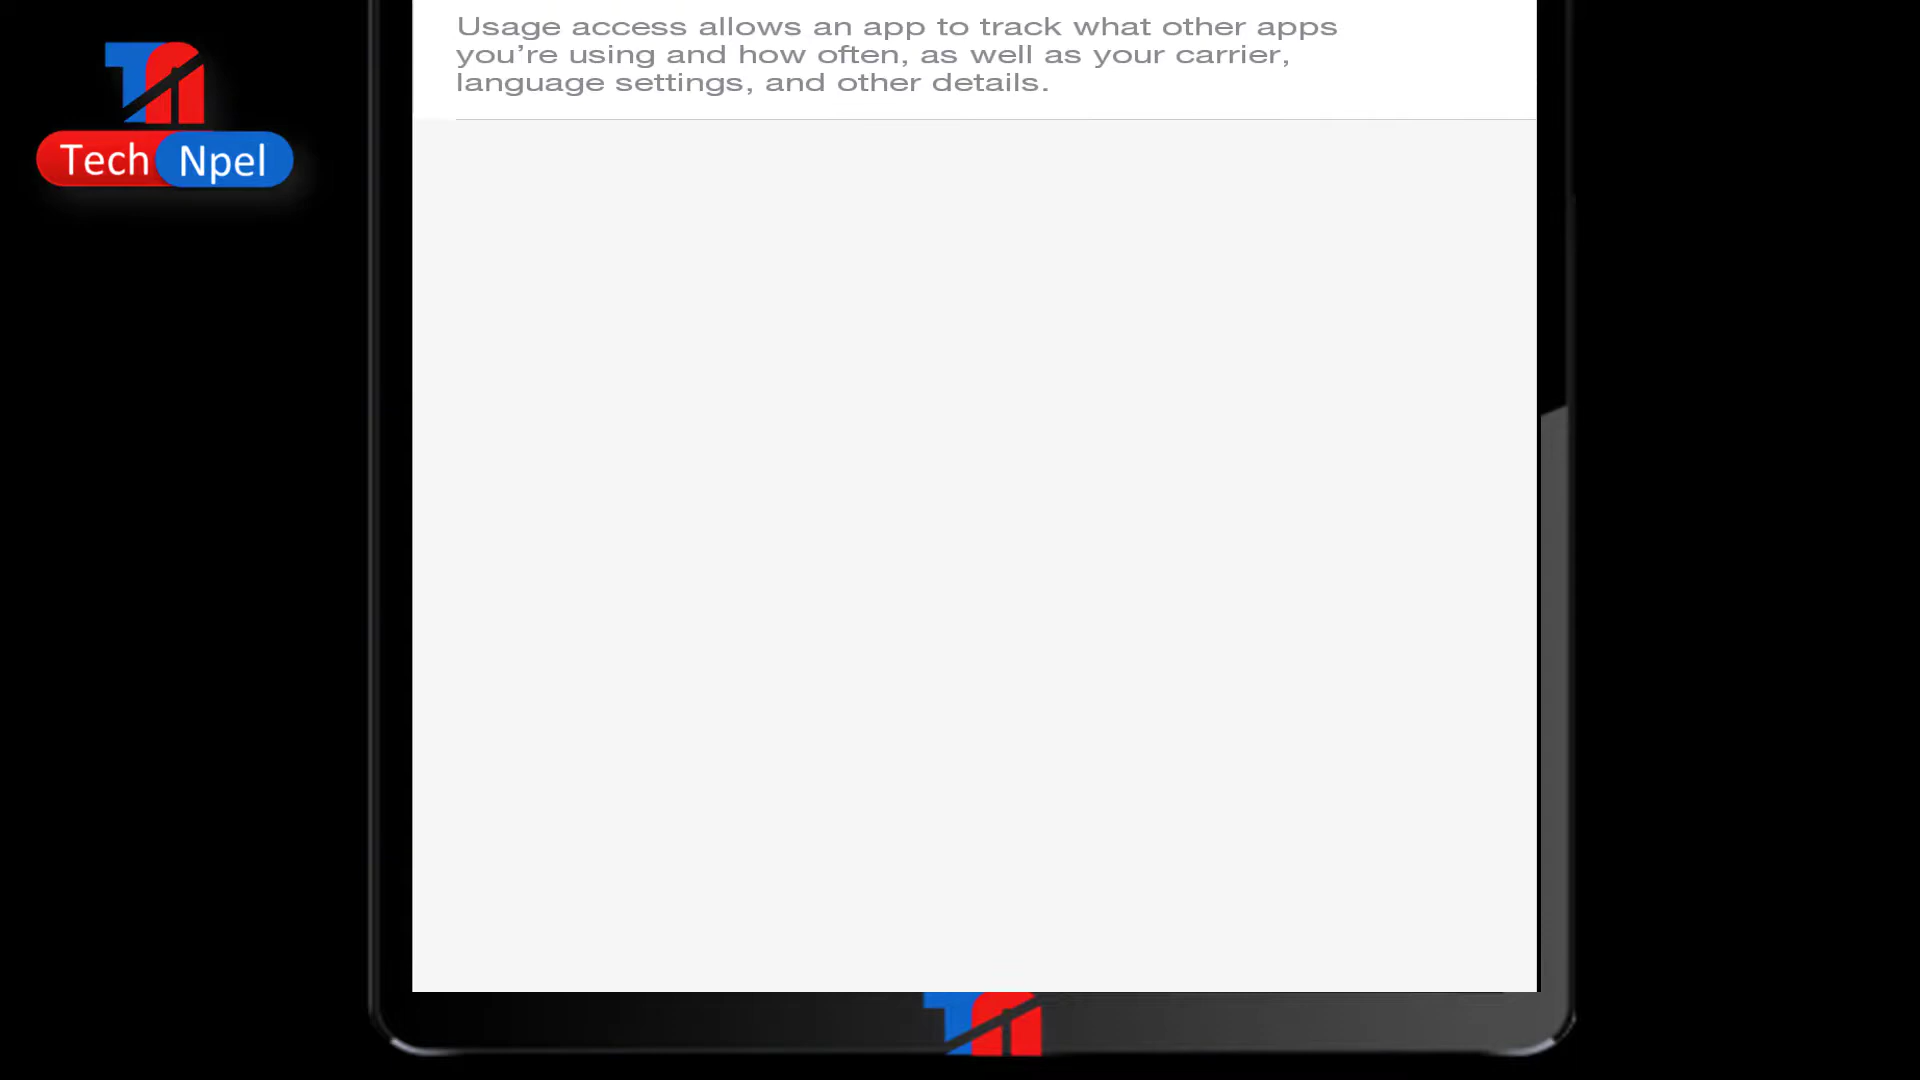 Usage access allows an app to track what other apps
you’re using and how often, as well as your carrier,
language settings, and other details.
Tech Npel